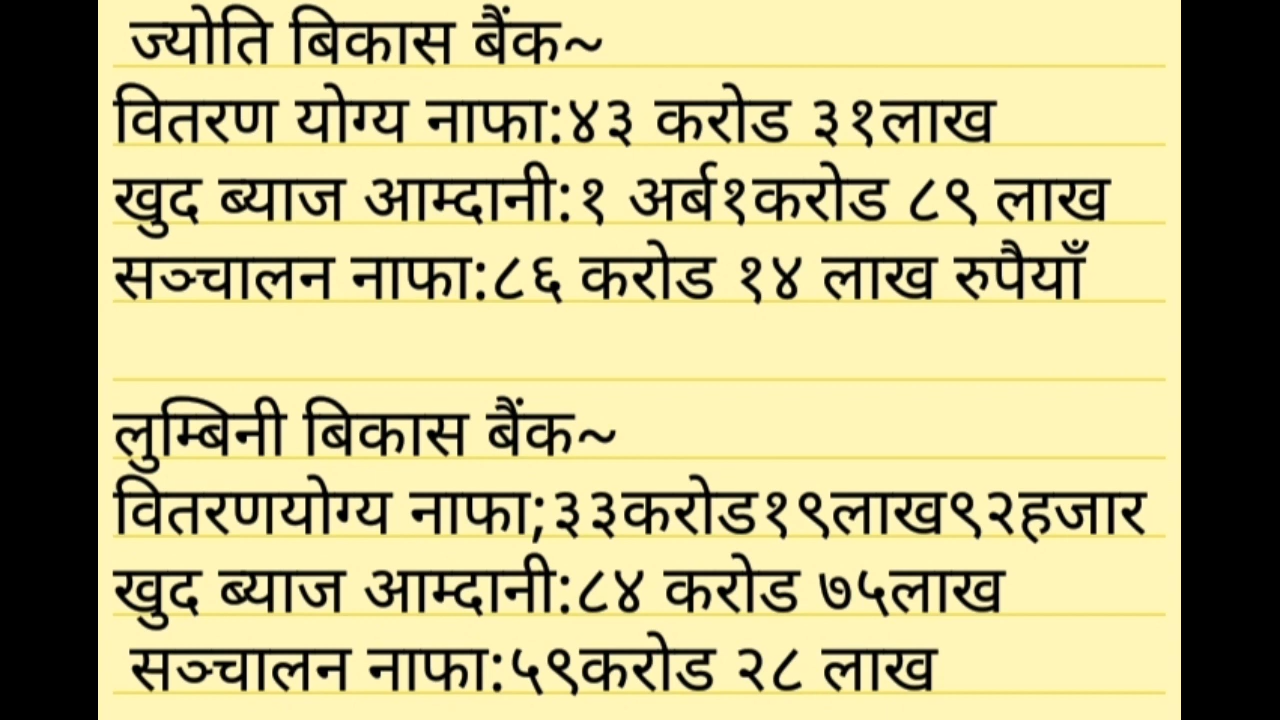 ज्योति बिकास बैंक~
वितरण योग्य नाफा:४३ करोड ३१लाख
खुद ब्याज आम्दानी:१ अर्ब१करोड ८९ लाख
सञ्चालन नाफा:८६ करोड १४ लाख रुपैयाँ
लुम्बिनी बिकास बैंक~
वितरणयोग्य नाफा;३३करोड१९लाख९२हजार
खुद ब्याज आम्दानी:८४ करोड ७५लाख
सञ्चालन नाफा:५९करोड २८ लाख